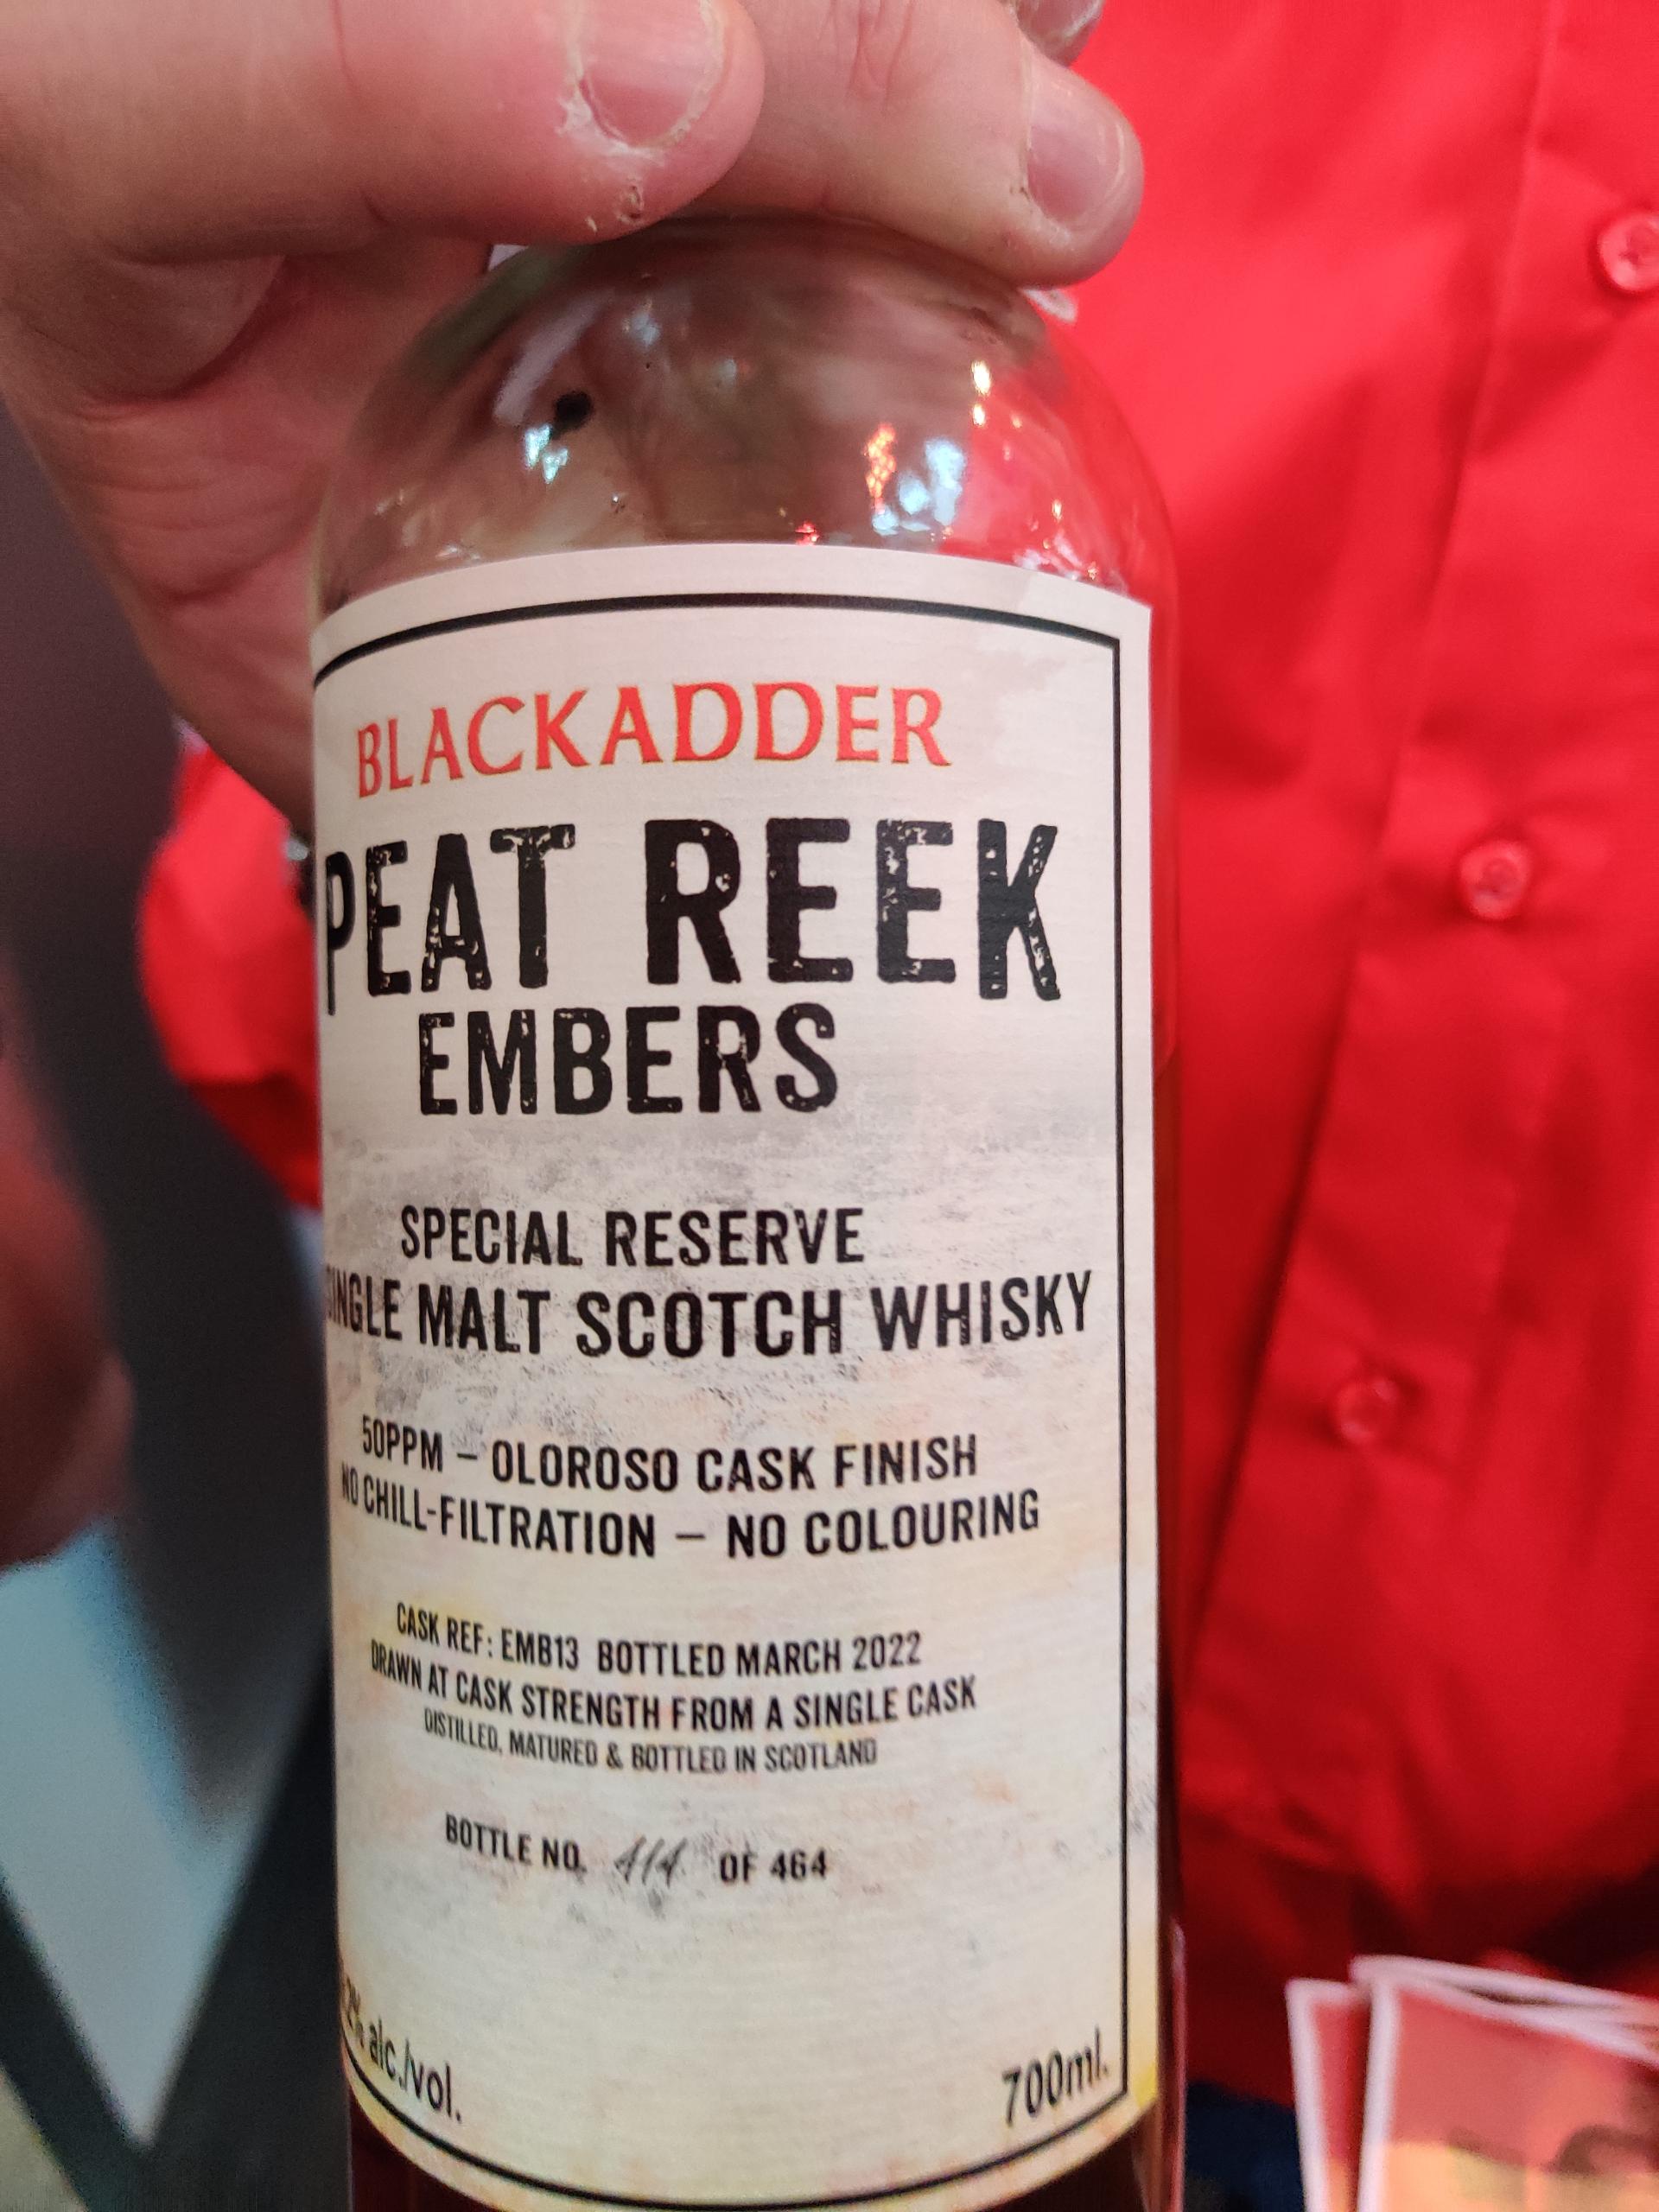 BLACKADDER
PEAT REEK
EMBERS
SPECIAL RESERVE
SINGLE MALT SCOTCH WHISKY
50PPM – OLOROSO CASK FINISH
NO CHILL-FILTRATION – NO COLOURING
CASK REF: EMB13 BOTTLED MARCH 2022
DRAWN AT CASK STRENGTH FROM A SINGLE CASK
DISTILLED, MATURED & BOTTLED IN SCOTLAND
BOTTLE NO. 414 OF 464
alc./vol.
700ml.